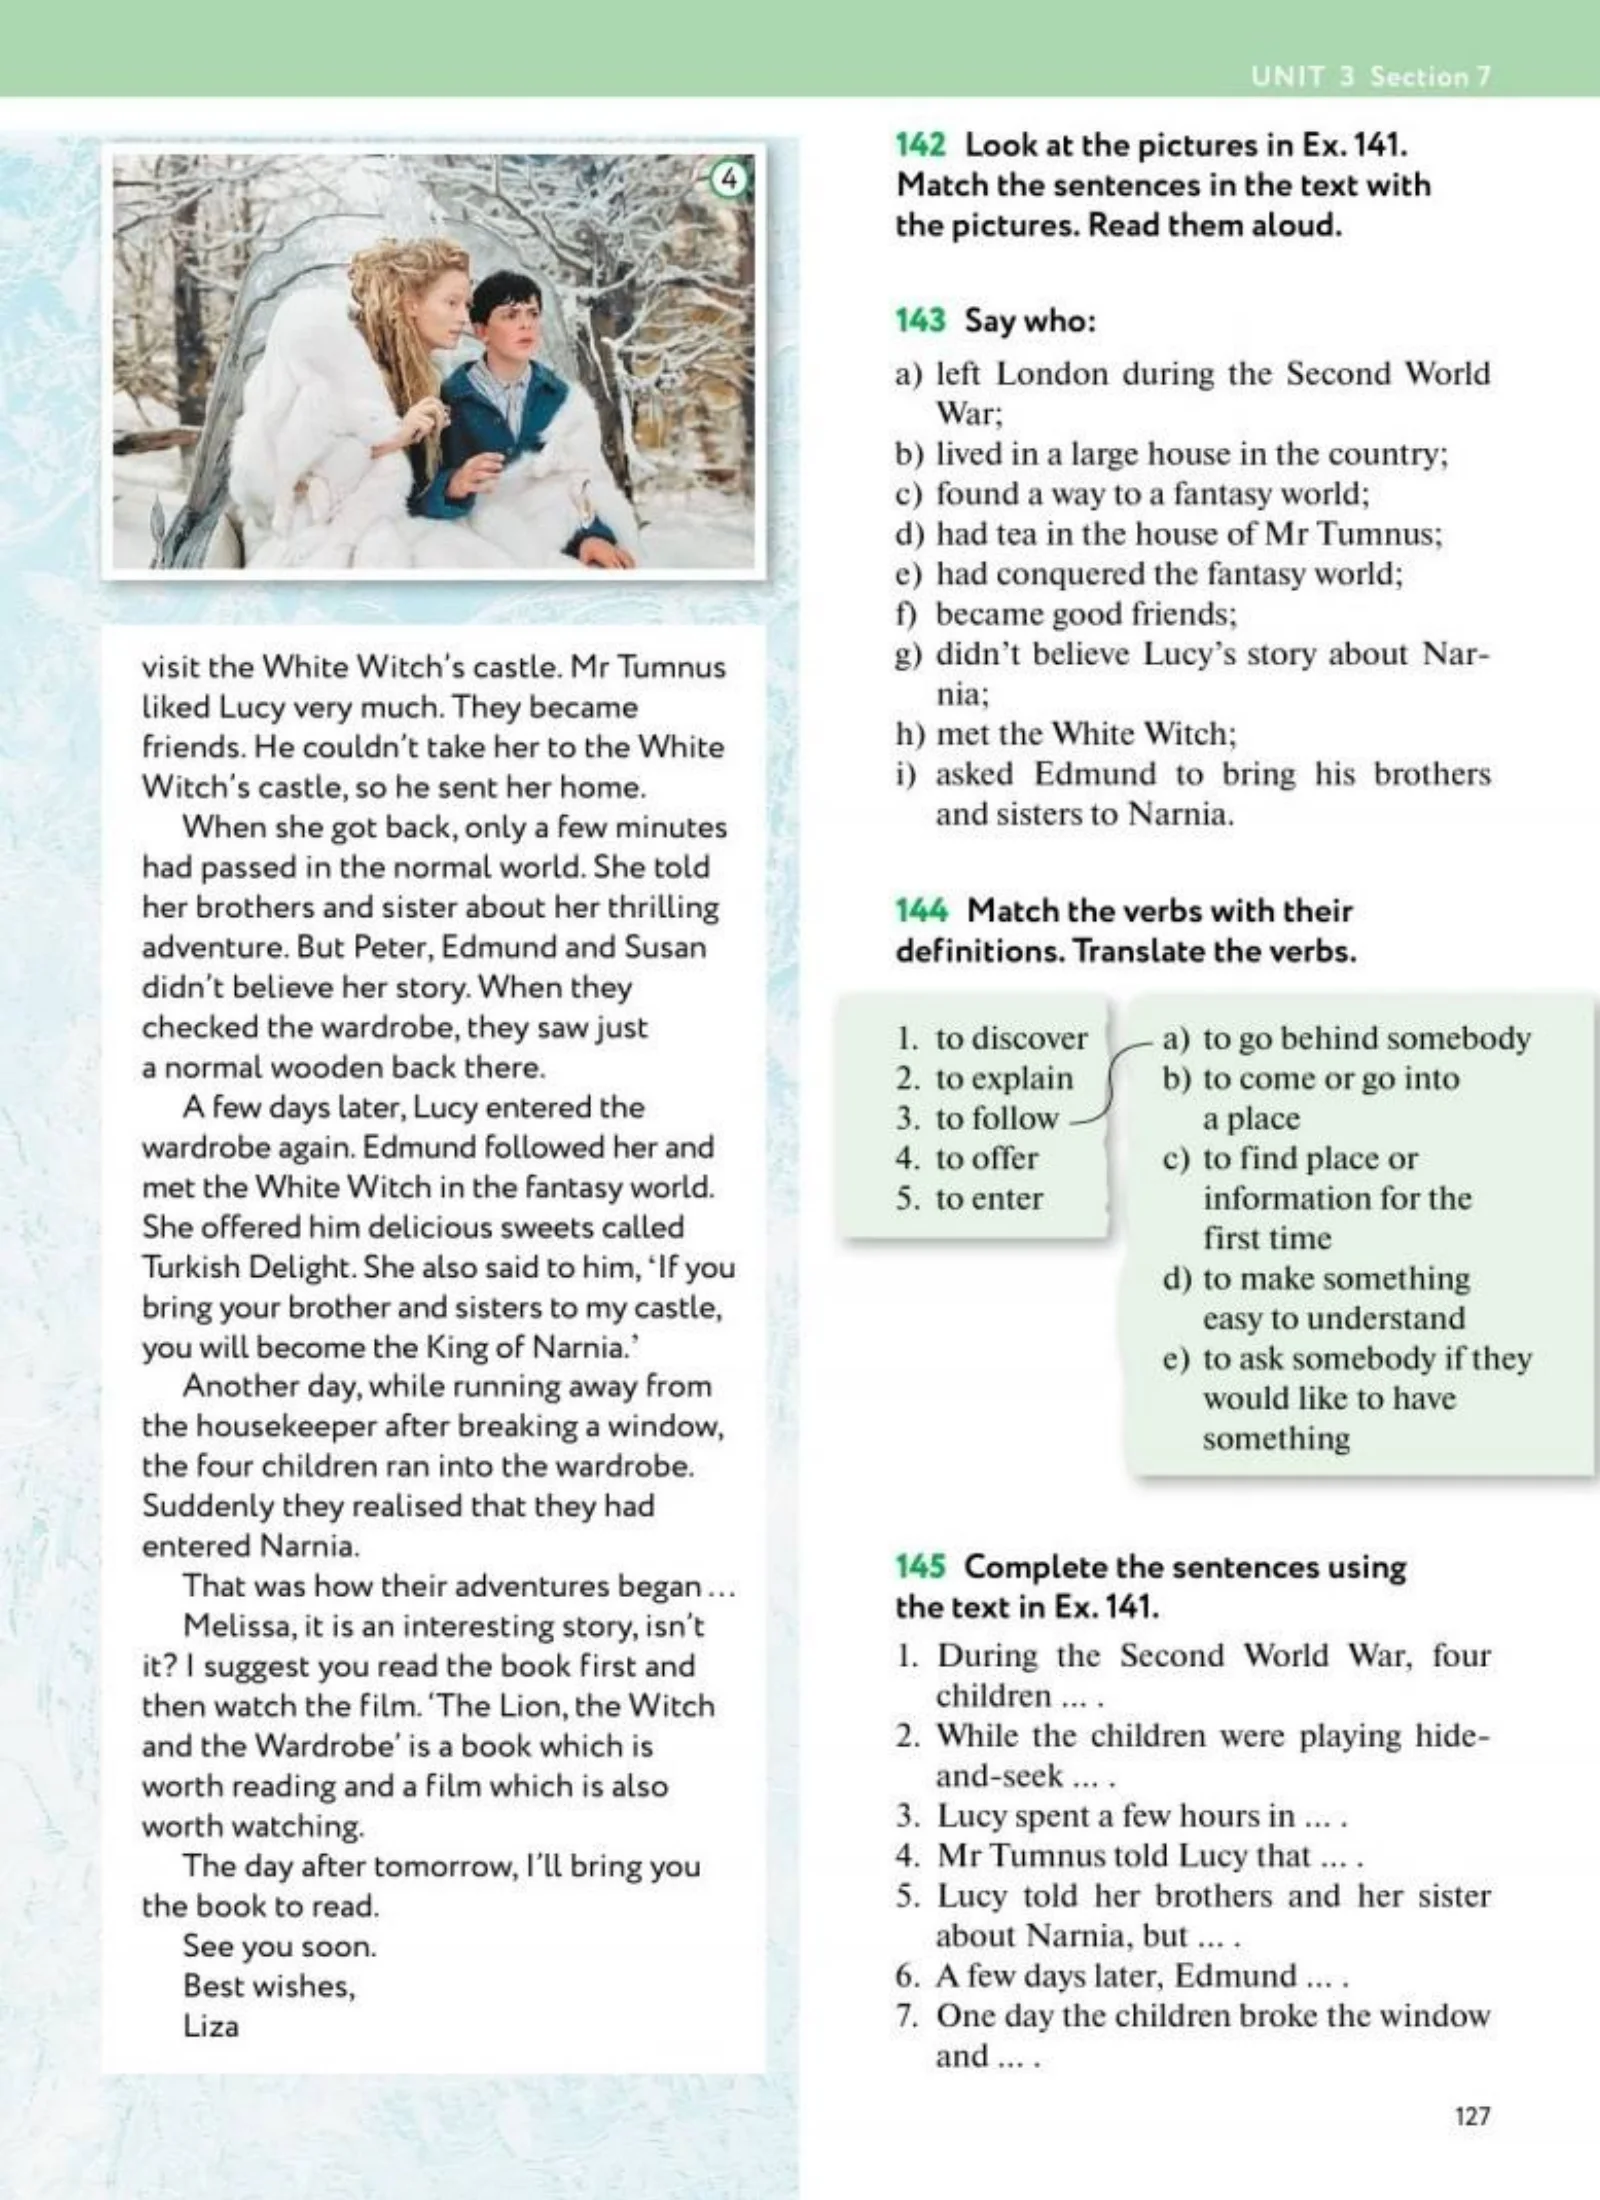 UNIT 3 Section 7
4
visit the White Witch's castle. Mr Tumnus
liked Lucy very much. They became
friends. He couldn't take her to the White
Witch's castle, so he sent her home.
When she got back, only a few minutes
had passed in the normal world. She told
her brothers and sister about her thrilling
adventure. But Peter, Edmund and Susan
didn't believe her story. When they
checked the wardrobe, they saw just
a normal wooden back there.
A few days later, Lucy entered the
wardrobe again. Edmund followed her and
met the White Witch in the fantasy world.
She offered him delicious sweets called
Turkish Delight. She also said to him, ‘If you
bring your brother and sisters to my castle,
you will become the King of Narnia.’
Another day, while running away from
the housekeeper after breaking a window,
the four children ran into the wardrobe.
Suddenly they realised that they had
entered Narnia.
That was how their adventures began ...
Melissa, it is an interesting story, isn't
it? I suggest you read the book first and
then watch the film. ‘The Lion, the Witch
and the Wardrobe’ is a book which is
worth reading and a film which is also
worth watching.
The day after tomorrow, I'll bring you
the book to read.
See you soon.
Best wishes,
Liza
142 Look at the pictures in Ex. 141.
Match the sentences in the text with
the pictures. Read them aloud.
143 Say who:
a) left London during the Second World
War;
b) lived in a large house in the country;
c) found a way to a fantasy world;
d) had tea in the house of Mr Tumnus;
e) had conquered the fantasy world;
f) became good friends;
g) didn't believe Lucy's story about Nar-
nia;
h) met the White Witch;
i) asked Edmund to bring his brothers
and sisters to Narnia.
144 Match the verbs with their
definitions. Translate the verbs.
1. to discover
2. to explain
3. to follow
4. to offer
5. to enter
a) to go behind somebody
b) to come or go into
a place
c) to find place or
information for the
first time
d) to make something
easy to understand
e) to ask somebody if they
would like to have
something
145 Complete the sentences using
the text in Ex. 141.
1. During the Second World War, four
children ... .
2. While the children were playing hide-
and-seek ... .
3. Lucy spent a few hours in ... .
4. Mr Tumnus told Lucy that ... .
5. Lucy told her brothers and her sister
about Narnia, but ... .
6. A few days later, Edmund ... .
7. One day the children broke the window
and ... .
127